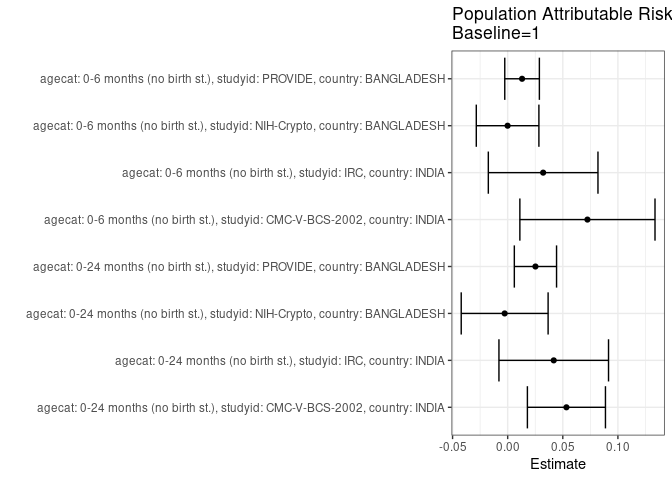 Population Attributable Risk
Baseline=1
agecat: 0-6 months (no birth st.), studyid: PROVIDE, country: BANGLADESH
agecat: 0-6 months (no birth st.), studyid: NIH-Crypto, country: BANGLADESH
agecat: 0-6 months (no birth st.), studyid: IRC, country: INDIA
agecat: 0-6 months (no birth st.), studyid: CMC-V-BCS-2002, country: INDIA
agecat: 0-24 months (no birth st.), studyid: PROVIDE, country: BANGLADESH
agecat: 0-24 months (no birth st.), studyid: NIH-Crypto, country: BANGLADESH
agecat: 0-24 months (no birth st.), studyid: IRC, country: INDIA
agecat: 0-24 months (no birth st.), studyid: CMC-V-BCS-2002, country: INDIA
-0.05 0.00 0.05 0.10
Estimate